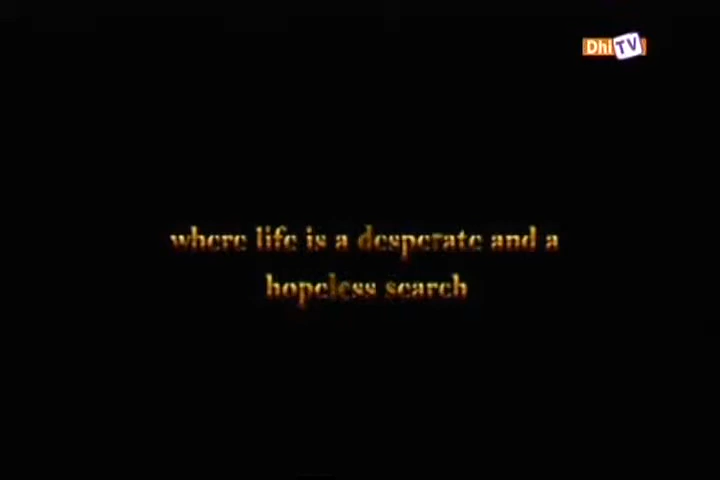 DhiTV
where life is a desperate and a
hopeless search